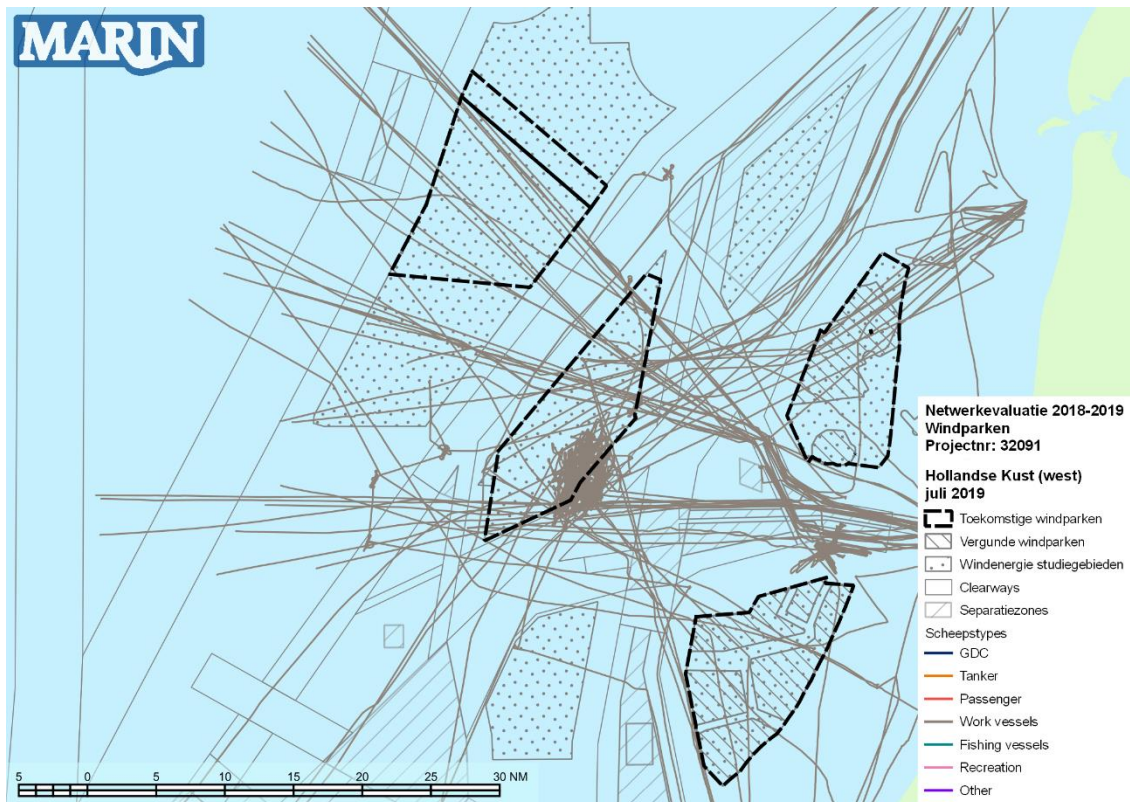 MARIN
Netwerkevaluatie 2018-2019
Windparken
Projectnr: 32091
Hollandse Kust (west)
juli 2019
Toekomstige windparken
Vergunde windparken
Windenergie studiegebieden
Clearways
Separatiezones
Scheepstypes
GDC
Tanker
Passenger
Work vessels
Fishing vessels
Recreation
Other
5 0 5 10 15 20 25 30 NM